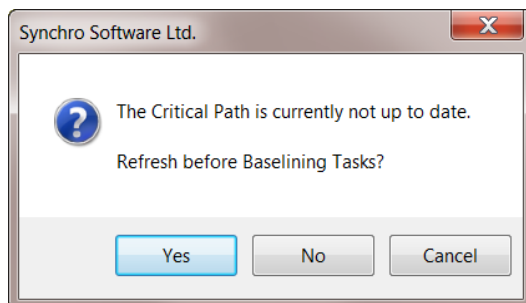 Synchro Software Ltd.
The Critical Path is currently not up to date.
Refresh before Baselining Tasks?
Yes No Cancel